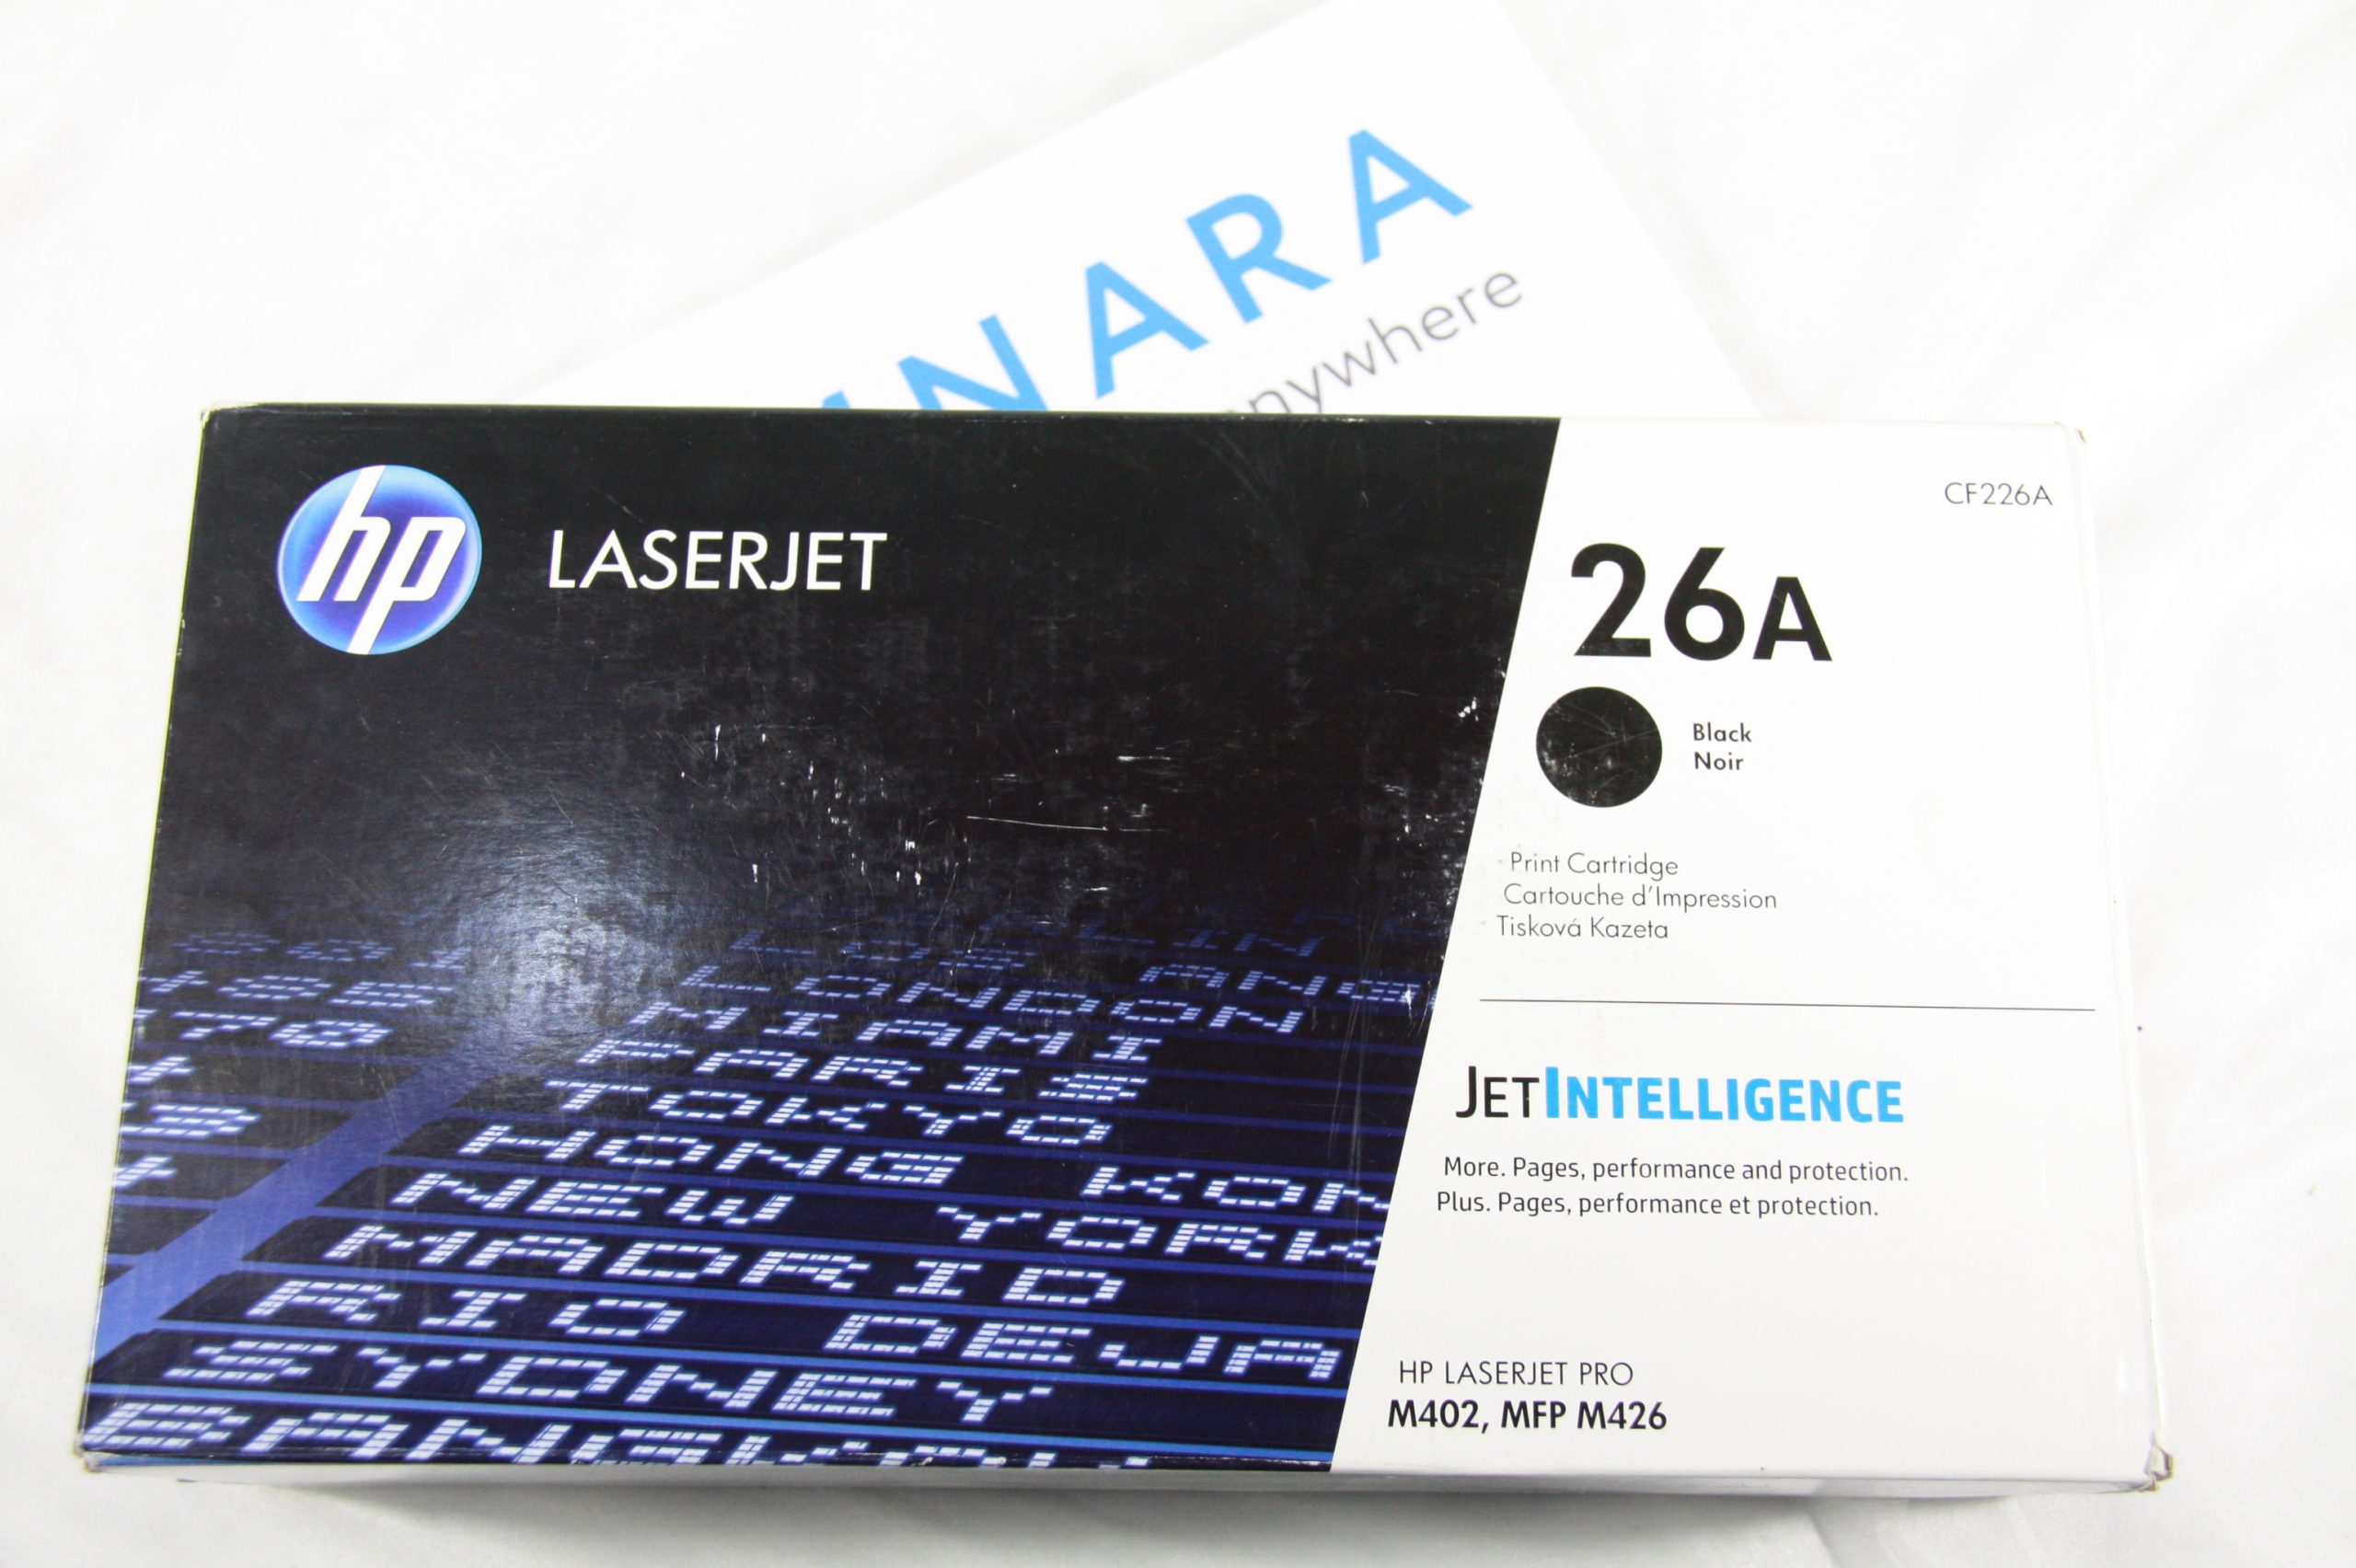 NARA
anywhere
hp
LASERJET
CF226A
26A
Black
Noir
Print Cartridge
Cartouche d'Impression
Tisková Kazeta
JETINTELLIGENCE
More. Pages, performance and protection.
Plus. Pages, performance et protection.
HP LASERJET PRO
M402, MFP M426
LONDON
MIAMI
PARIS
TOKYO
HONG KON
NEW YORK
MADRID
RIO DEJA
SYDNEY
BANGKOK